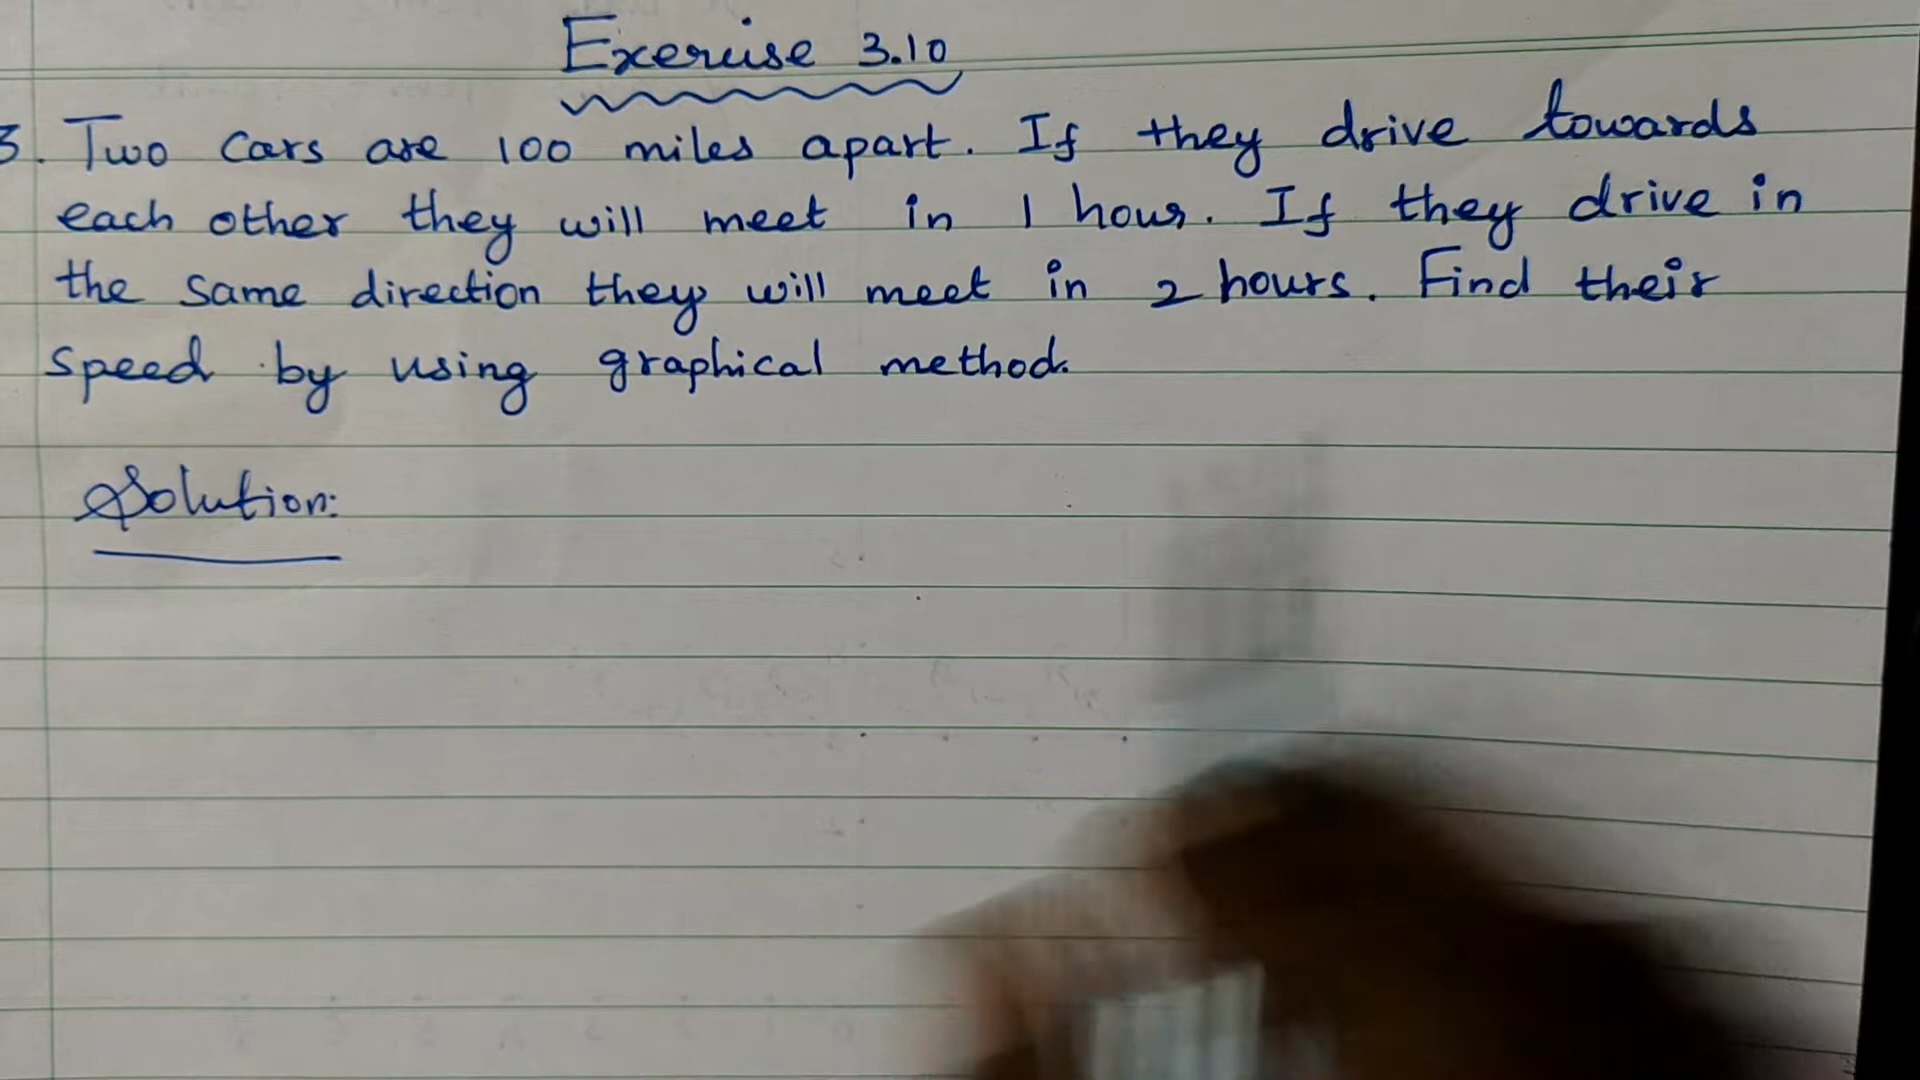 Exercise 3.10
3. Two Cars are 100 miles apart. If they drive towards
each other they will meet in 1 hour. If they drive in
the same direction they will meet in 2 hours. Find their
speed by using graphical method.
Solution: